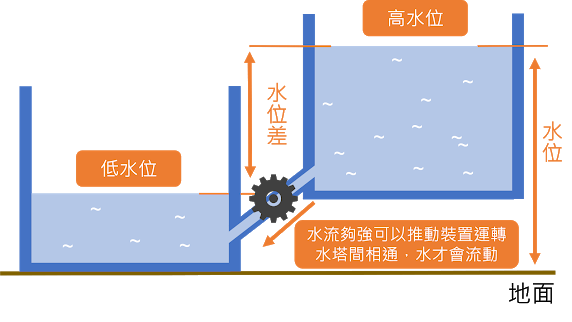 高水位
水位差
水位
低水位
水流夠強可以推動裝置運轉
水塔間相通，水才會流動
地面